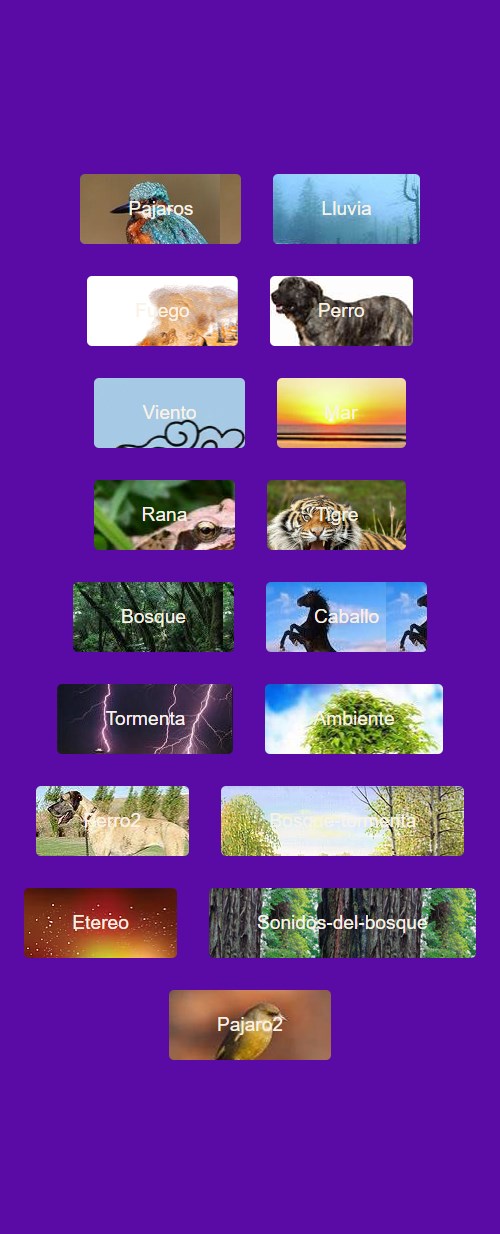 Pajaros
Lluvia
Fuego
Perro
Viento
Mar
Rana
Tigre
Bosque
Caballo
Tormenta
Ambiente
Perro2
Bosque-tormenta
Etereo
Sonidos-del-bosque
Pajaro2